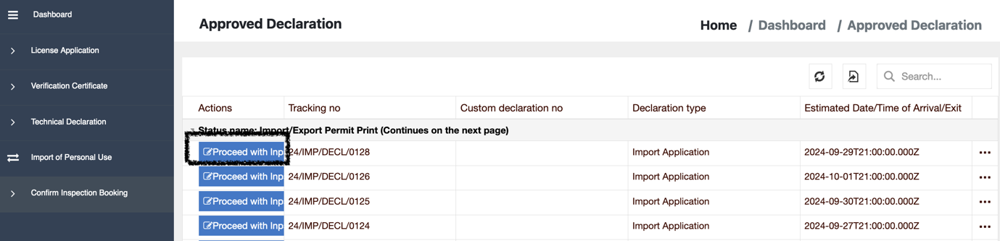 Dashboard
License Application
Verification Certificate
Technical Declaration
Import of Personal Use
Confirm Inspection Booking
Approved Declaration
Home / Dashboard / Approved Declaration
Search...
Actions Tracking no Custom declaration no Declaration type Estimated Date/Time of Arrival/Exit
Status name: Import/Export Permit Print (Continues on the next page)
Proceed with Inp 24/IMP/DECL/0128 Import Application 2024-09-29T21:00:00.000Z ...
Proceed with Inp 24/IMP/DECL/0126 Import Application 2024-10-01T21:00:00.000Z ...
Proceed with Inp 24/IMP/DECL/0125 Import Application 2024-09-30T21:00:00.000Z ...
Proceed with Inp 24/IMP/DECL/0124 Import Application 2024-09-27T21:00:00.000Z ...